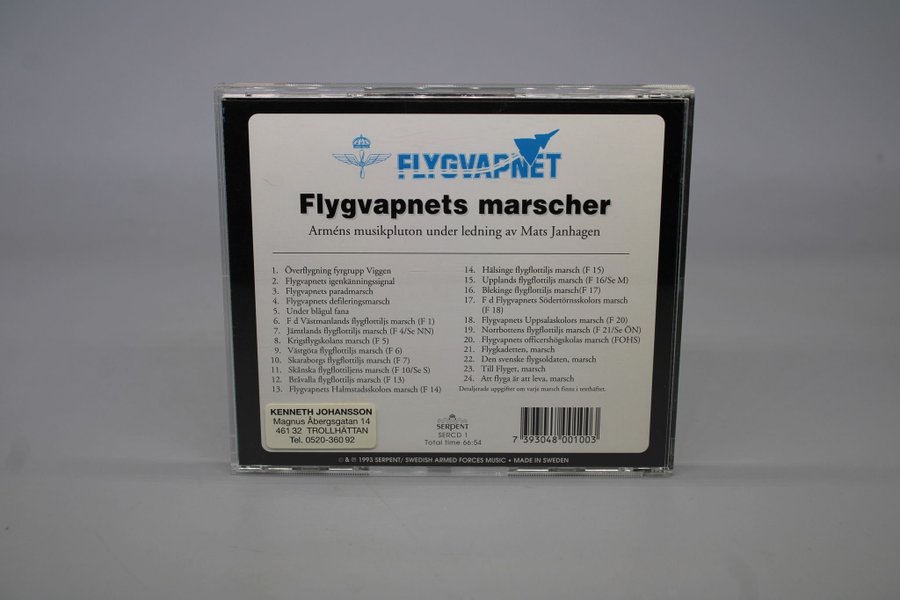 FLYGVAPNET
Flygvapnets marscher
Arméns musikpluton under ledning av Mats Janhagen
1. Överflygning fyrgrupp Viggen
2. Flygvapnets igenkänningssignal
3. Flygvapnets paradmarsch
4. Flygvapnets defileringsmarsch
5. Under blågul fana
6. F d Västmanlands flygflottiljs marsch (F 1)
7. Jämtlands flygflottiljs marsch (F 4/Se NN)
8. Krigsflygskolans marsch (F 5)
9. Västgöta flygflottiljs marsch (F 6)
10. Skaraborgs flygflottiljs marsch (F 7)
11. Skånska flygflottiljens marsch (F 10/Se S)
12. Bråvalla flygflottiljs marsch (F 13)
13. Flygvapnets Halmstadsskolors marsch (F 14)
14. Hälsinge flygflottiljs marsch (F 15)
15. Upplands flygflottiljs marsch (F 16/Se M)
16. Blekinge flygflottiljs marsch(F 17)
17. F d Flygvapnets Södertörnsskolors marsch
(F 18)
18. Flygvapnets Uppsalaskolors marsch (F 20)
19. Norrbottens flygflottiljs marsch (F 21/Se ÖN)
20. Flygvapnets officershögskolas marsch (FOHS)
21. Flygkadetten, marsch
22. Den svenske flygsoldaten, marsch
23. Till Flyget, marsch
24. Att flyga är att leva, marsch
Detaljerade uppgifter om varje marsch finns i texthäftet.
KENNETH JOHANSSON
Magnus Åbergsgatan 14
461 32 TROLLHÄTTAN
Tel. 0520-360 92
SERPENT
SERCD 1
Total time 66:54
7 393048 001003
© & ℗ 1993 SERPENT/ SWEDISH ARMED FORCES MUSIC • MADE IN SWEDEN